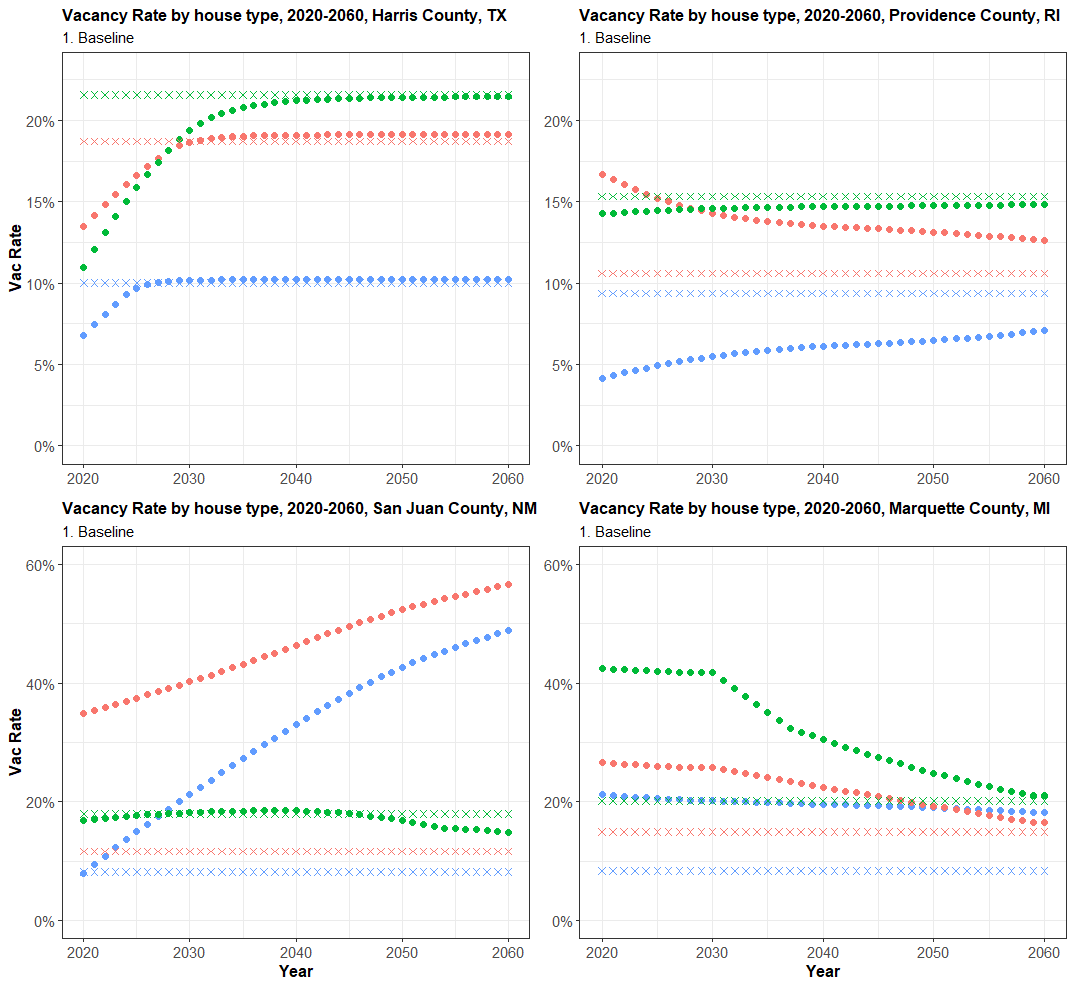 Vacancy Rate by house type, 2020-2060, Harris County, TX
1. Baseline
Vac Rate
20%
15%
10%
5%
0%
2020 2030 2040 2050 2060
Vacancy Rate by house type, 2020-2060, Providence County, RI
1. Baseline
20%
15%
10%
5%
0%
2020 2030 2040 2050 2060
Vacancy Rate by house type, 2020-2060, San Juan County, NM
1. Baseline
Vac Rate
60%
40%
20%
0%
2020 2030 2040 2050 2060
Year
Vacancy Rate by house type, 2020-2060, Marquette County, MI
1. Baseline
60%
40%
20%
0%
2020 2030 2040 2050 2060
Year